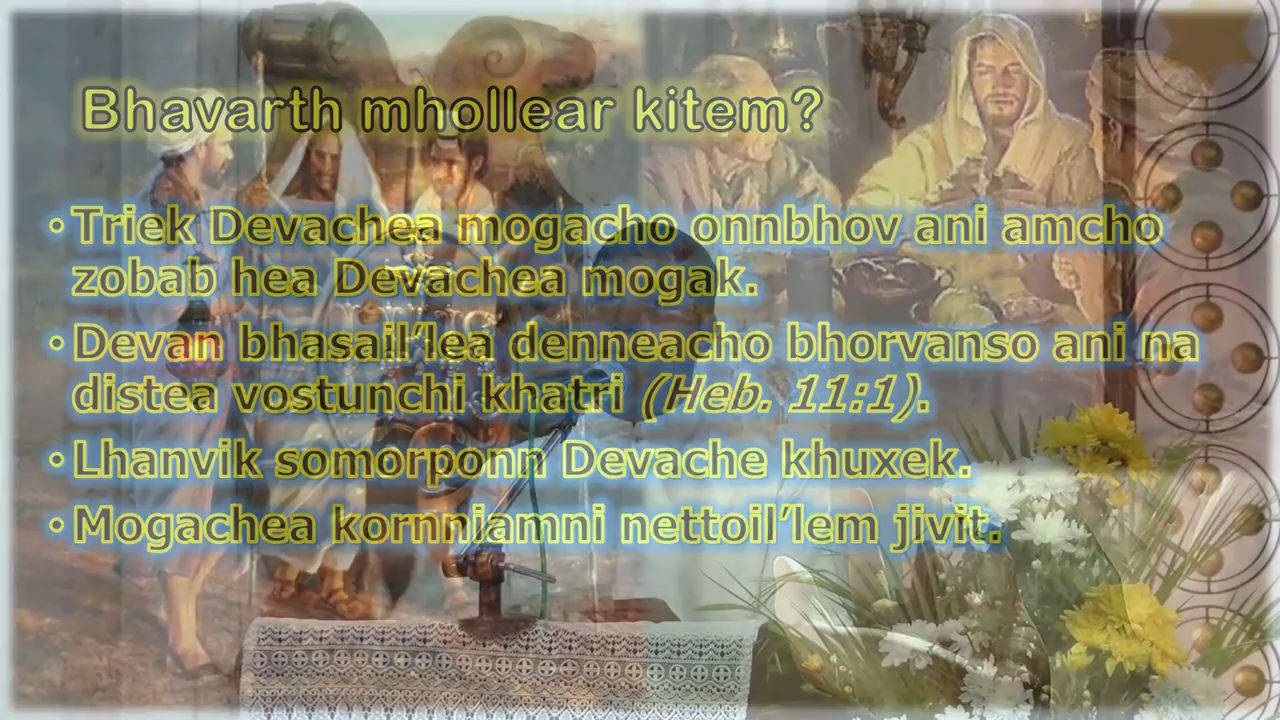 Bhavarth mhollear kitem?
• Triek Devachea mogacho onnbhov ani amcho
zobab hea Devachea mogak.
• Devan bhasail’lea denneacho bhorvanso ani na
distea vostunchi khatri (Heb. 11:1).
• Lhanvik somorponn Devache khuxek.
• Mogachea kornniamni nettoil’lem jivit.